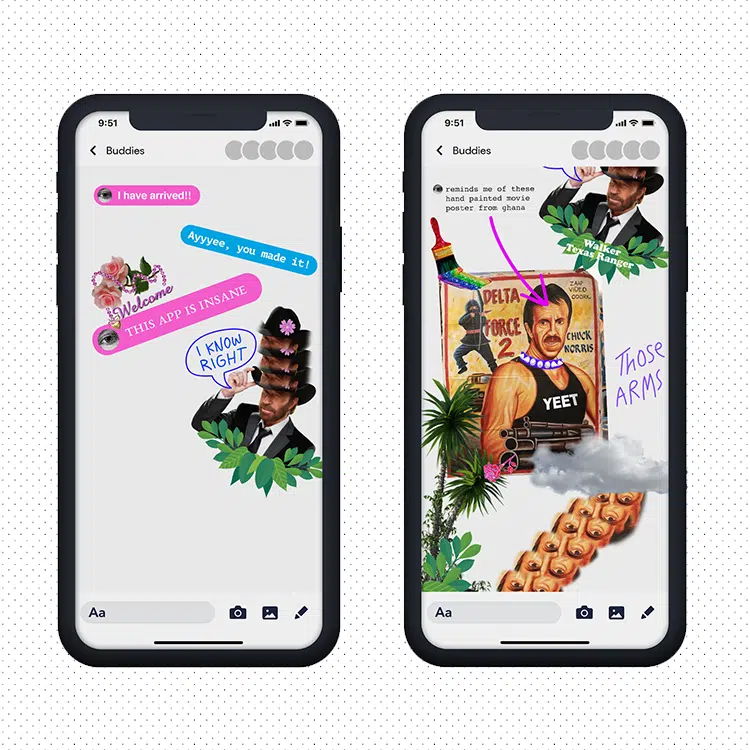 9:51
Buddies
I have arrived!!
Ayyyee, you made it!
Welcome
THIS APP IS INSANE
I KNOW
RIGHT
Aa
9:51
Buddies
reminds me of these
hand painted movie
poster from ghana
Walker
Texas Ranger
DELTA
FORCE
2
ZAAP
VIDEO
CHUCK
NORRIS
Those
ARMS
YEET
Aa